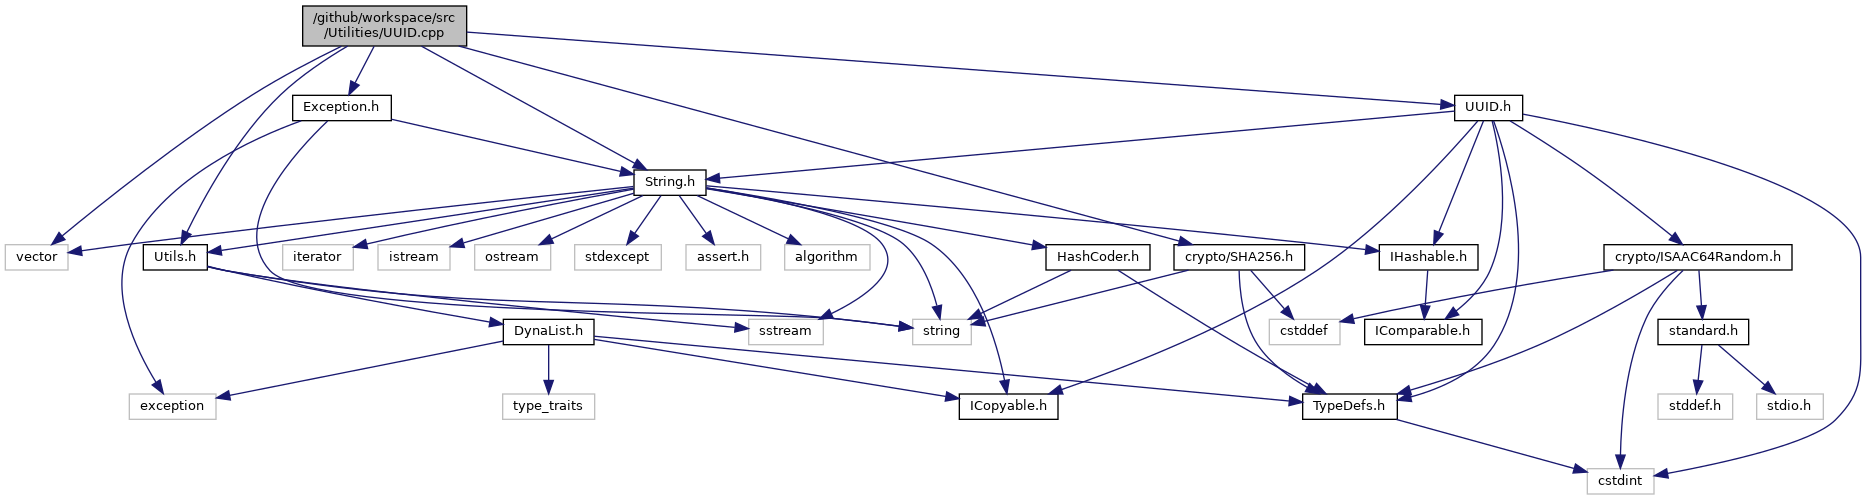 /github/workspace/src
/Utilities/UUID.cpp
Exception.h
UUID.h
String.h
vector
Utils.h
iterator
istream
ostream
stdexcept
assert.h
algorithm
HashCoder.h
crypto/SHA256.h
IHashable.h
crypto/ISAAC64Random.h
DynaList.h
sstream
string
cstddef
IComparable.h
standard.h
exception
type_traits
ICopyable.h
TypeDefs.h
stddef.h
stdio.h
cstdint